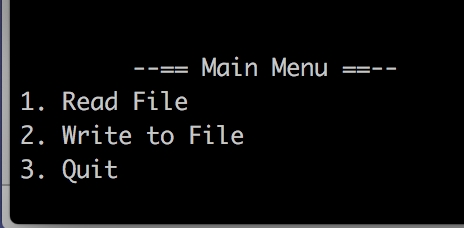 --== Main Menu ==--
1. Read File
2. Write to File
3. Quit